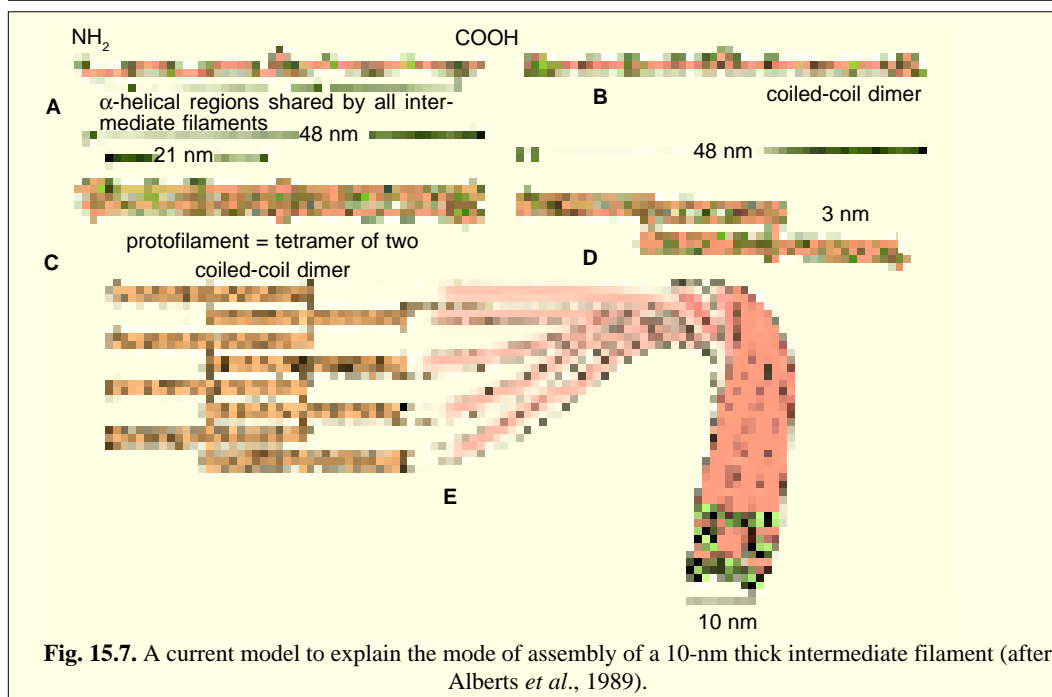 NH2
COOH
A
α-helical regions shared by all inter-
mediate filaments
B
coiled-coil dimer
48 nm
21 nm
48 nm
3 nm
protofilament = tetramer of two
coiled-coil dimer
C
D
E
10 nm
Fig. 15.7. A current model to explain the mode of assembly of a 10-nm thick intermediate filament (after
Alberts et al., 1989).